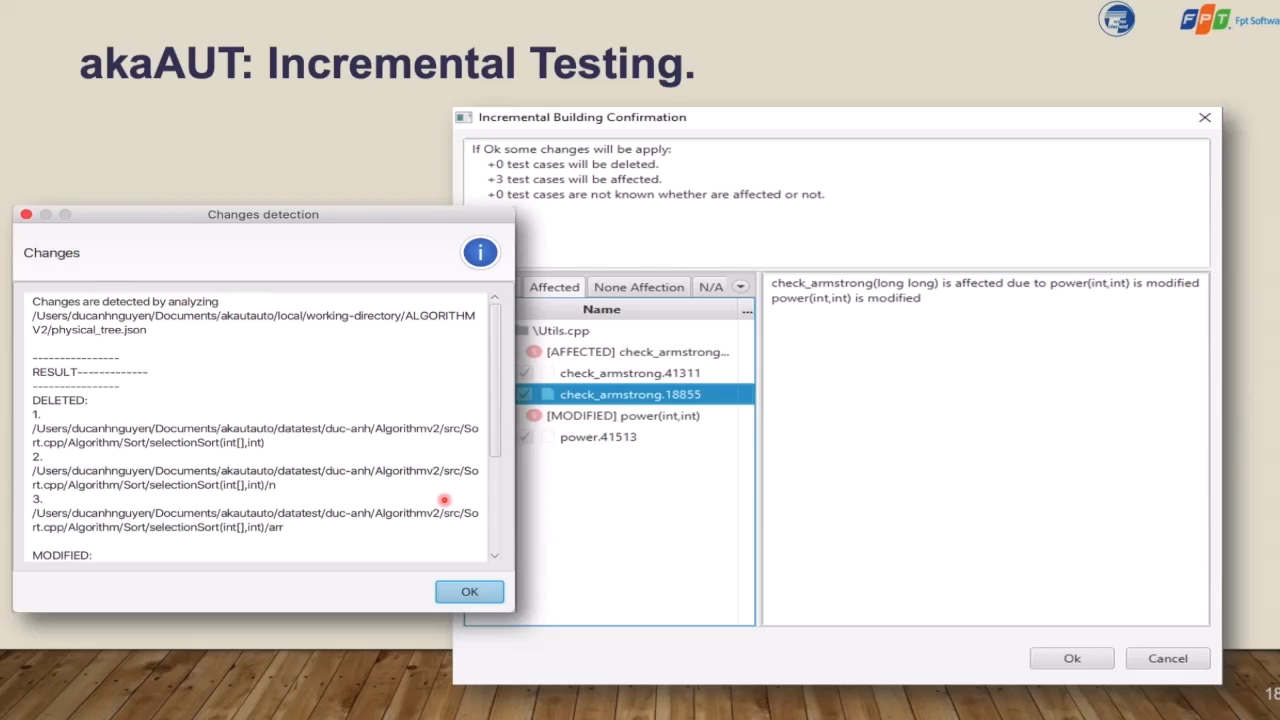 FPT Fpt Softwa
akaAUT: Incremental Testing.
Incremental Building Confirmation
If Ok some changes will be apply:
+0 test cases will be deleted.
+3 test cases will be affected.
+0 test cases are not known whether are affected or not.
Changes detection
Changes
i
Changes are detected by analyzing
/Users/ducanhnguyen/Documents/akautauto/local/working-directory/ALGORITHM
V2/physical_tree.json
----------------
RESULT-------------
----------------
DELETED:
1.
/Users/ducanhnguyen/Documents/akautauto/datatest/duc-anh/Algorithmv2/src/So
rt.cpp/Algorithm/Sort/selectionSort(int[],int)
2.
/Users/ducanhnguyen/Documents/akautauto/datatest/duc-anh/Algorithmv2/src/So
rt.cpp/Algorithm/Sort/selectionSort(int[],int)/n
3.
/Users/ducanhnguyen/Documents/akautauto/datatest/duc-anh/Algorithmv2/src/So
rt.cpp/Algorithm/Sort/selectionSort(int[],int)/arr
MODIFIED:
OK
Affected None Affection N/A
Name ...
\Utils.cpp
[AFFECTED] check_armstrong...
check_armstrong.41311
check_armstrong.18855
[MODIFIED] power(int,int)
power.41513
check_armstrong(long long) is affected due to power(int,int) is modified
power(int,int) is modified
Ok Cancel
18